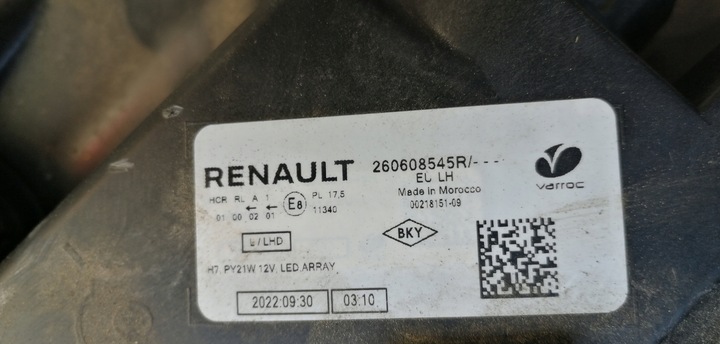 RENAULT 260608545R/---
EU LH
Made in Morocco
00218151-09
varroc
HCR RL A 1 E8 PL 17,5
01 00 02 01 11340
/LHD
BKY
H7, PY21W 12V, LED ARRAY
2022:09:30 03:10